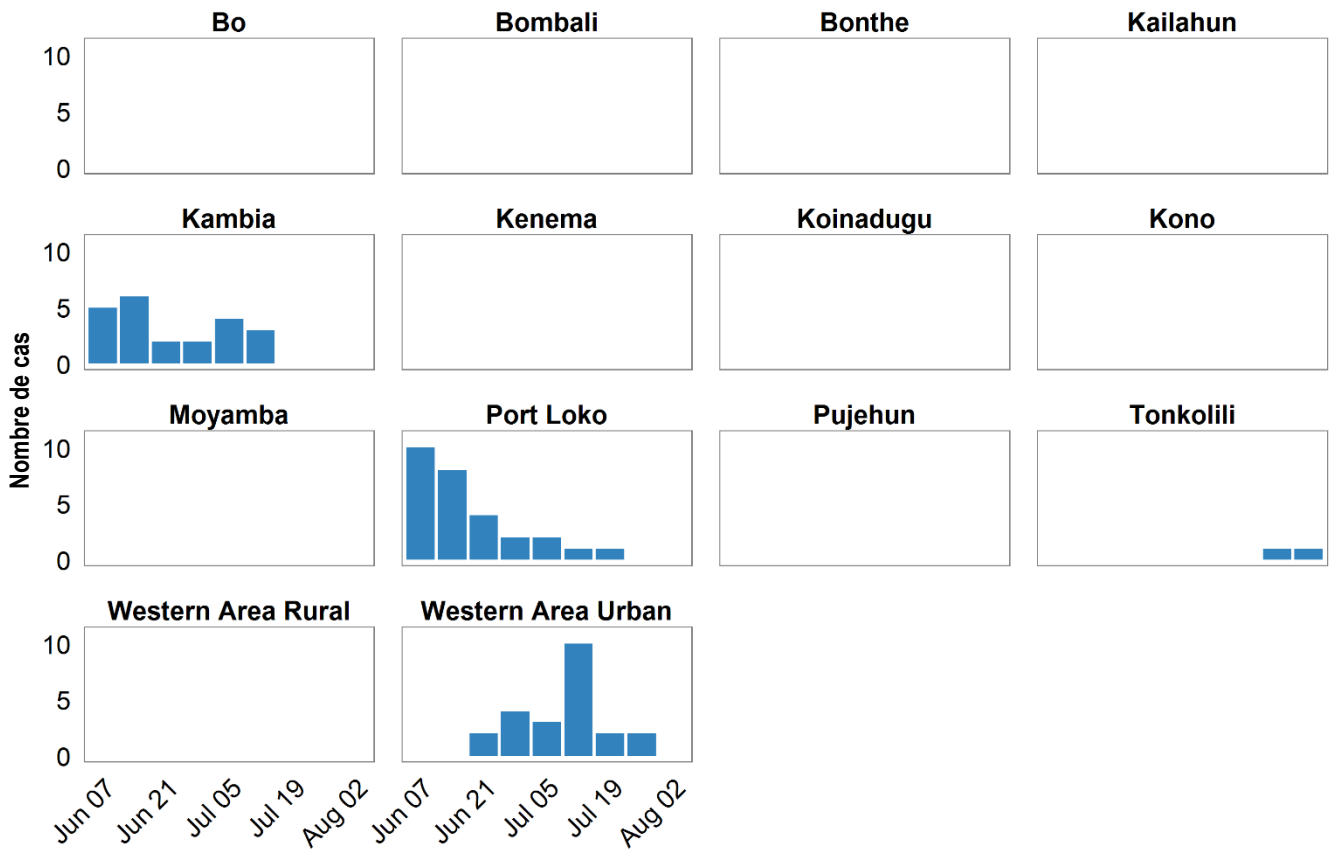 Bo Bombali Bonthe Kailahun
10
5
0
Kambia Kenema Koinadugu Kono
10
5
0
Nombre de cas
Moyamba Port Loko Pujehun Tonkolili
10
5
0
Western Area Rural Western Area Urban
10
5
0
Jun 07 Jun 21 Jul 05 Jul 19 Aug 02 Jun 07 Jun 21 Jul 05 Jul 19 Aug 02